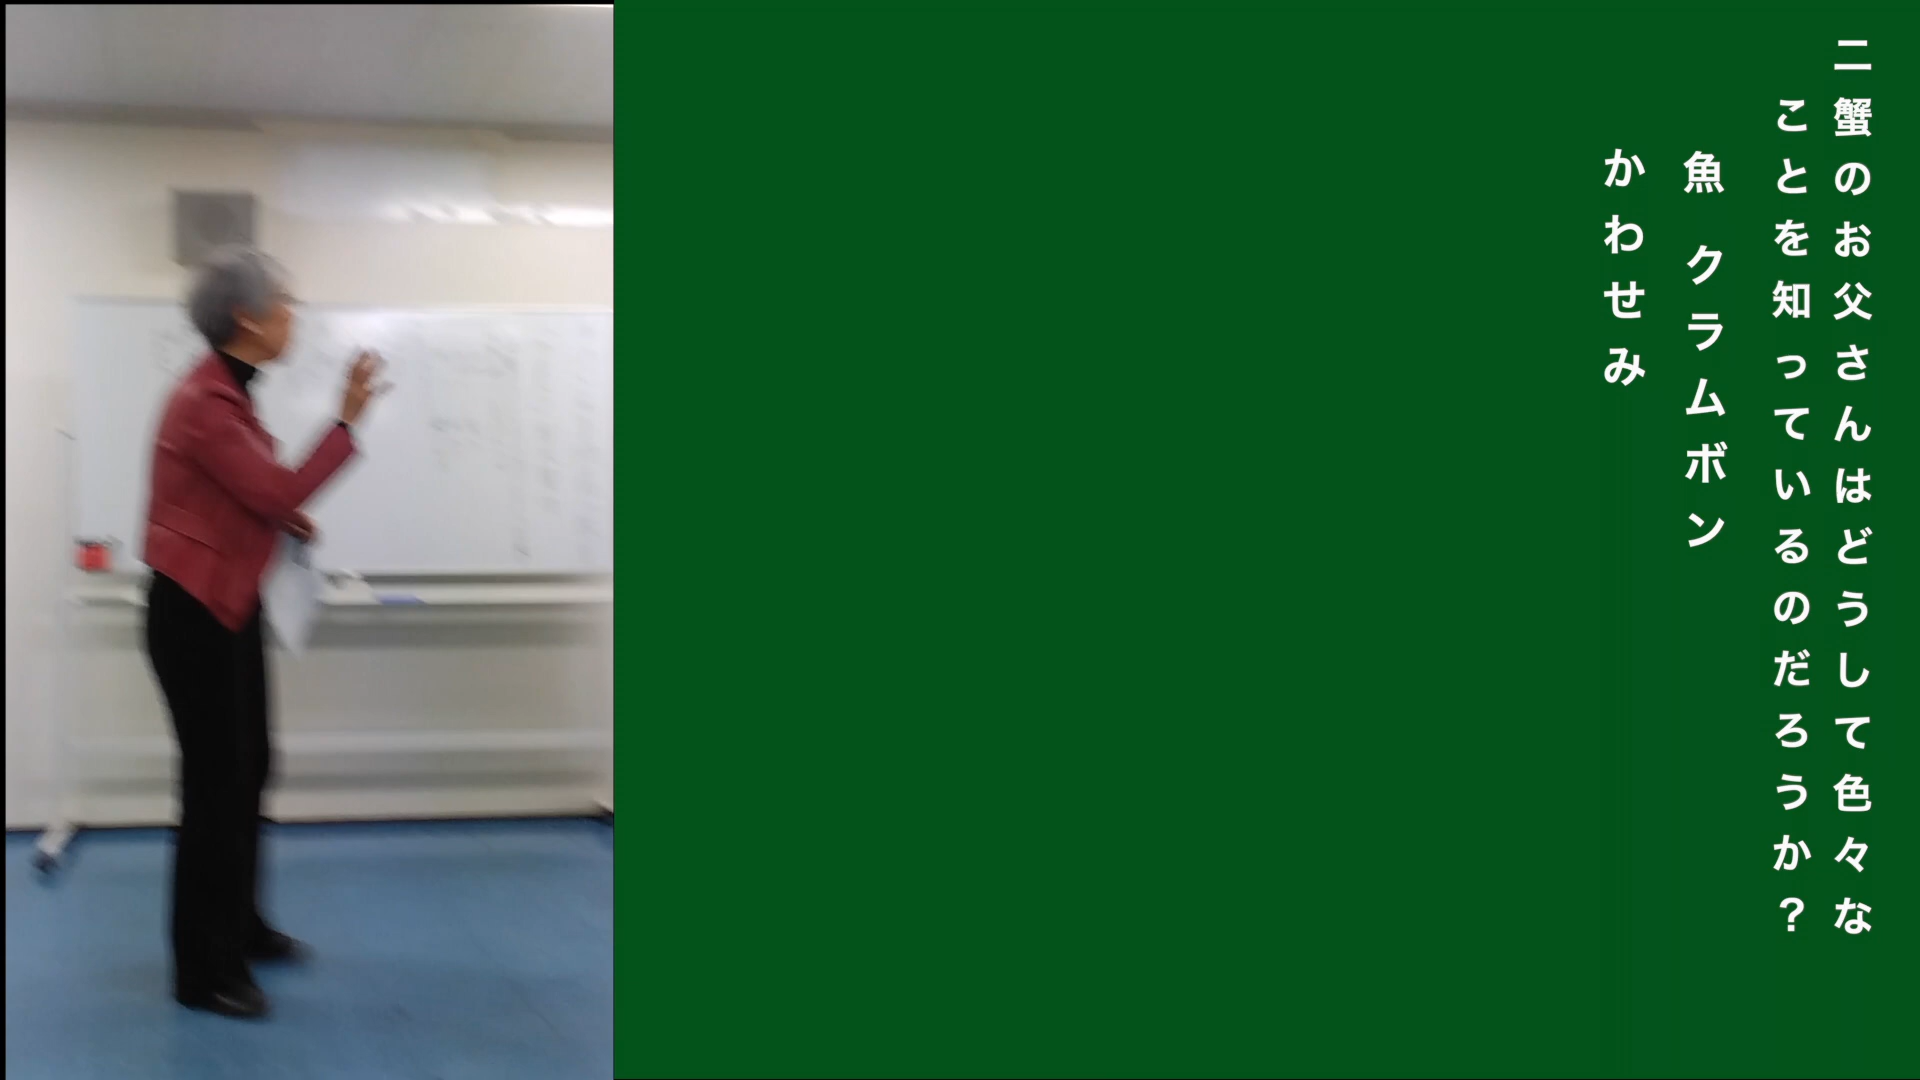 二 蟹のお父さんはどうして色々な
ことを知っているのだろうか？
魚 クラムボン
かわせみ